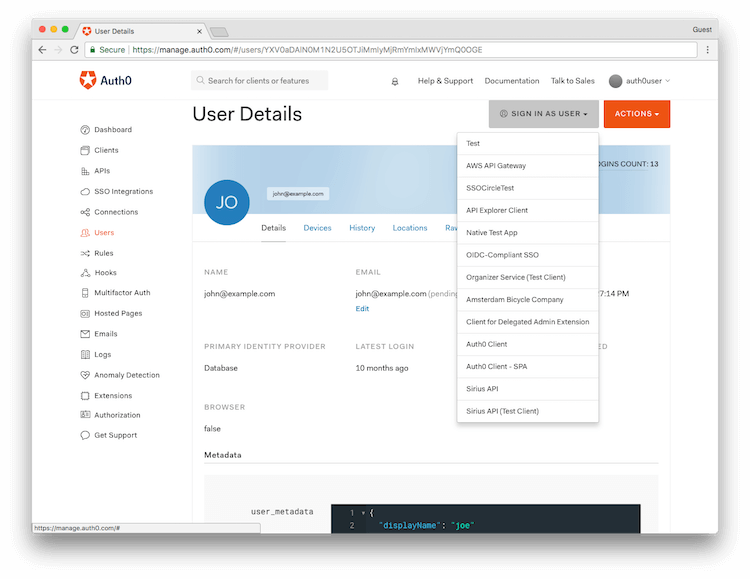 User Details
Guest
Secure
https://manage.auth0.com/#/users/
Auth0
Search for clients or features
Help & Support
Documentation
Talk to Sales
auth0user
User Details
SIGN IN AS USER
ACTIONS
Dashboard
Clients
APIs
SSO Integrations
Connections
Users
Rules
Hooks
Multifactor Auth
Hosted Pages
Emails
Logs
Anomaly Detection
Extensions
Authorization
Get Support
JO
john@example.com
COUNT: 13
Details
Devices
History
Locations
Test
AWS API Gateway
SSOCircleTest
API Explorer Client
Native Test App
OIDC-Compliant SSO
Organizer Service (Test Client)
Amsterdam Bicycle Company
Client for Delegated Admin Extension
Auth0 Client
Auth0 Client - SPA
Sirius API
Sirius API (Test Client)
NAME
john@example.com
EMAIL
john@example.com (pending
Edit
7:14 PM
PRIMARY IDENTITY PROVIDER
Database
LATEST LOGIN
10 months ago
ED
BROWSER
false
Metadata
user_metadata
1 {
2 "displayName": "joe"
https://manage.auth0.com/#